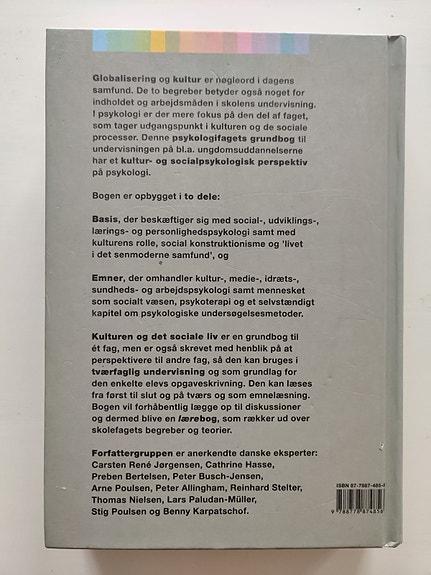 Globalisering og kultur er nøgleord i dagens
samfund. De to begreber betyder også noget for
indholdet og arbejdsmåden i skolens undervisning.
I psykologi er der mere fokus på den del af faget,
som tager udgangspunkt i kulturen og de sociale
processer. Denne psykologifagets grundbog til
undervisningen på bl.a. ungdomsuddannelserne
har et kultur- og socialpsykologisk perspektiv
på psykologi.
Bogen er opbygget i to dele:
Basis, der beskæftiger sig med social-, udviklings-,
lærings- og personlighedspsykologi samt med
kulturens rolle, social konstruktionisme og 'livet
i det senmoderne samfund', og
Emner, der omhandler kultur-, medie-, idræts-,
sundheds- og arbejdspsykologi samt mennesket
som socialt væsen, psykoterapi og et selvstændigt
kapitel om psykologiske undersøgelsesmetoder.
Kulturen og det sociale liv er en grundbog til
ét fag, men er også skrevet med henblik på at
perspektivere til andre fag, så den kan bruges i
tværfaglig undervisning og som grundlag for
den enkelte elevs opgaveskrivning. Den kan læses
fra først til slut og på tværs og som emnelæsning.
Bogen vil forhåbentlig lægge op til diskussioner
og dermed blive en lærebog, som rækker ud over
skolefagets begreber og teorier.
Forfattergruppen er anerkendte danske eksperter:
Carsten René Jørgensen, Cathrine Hasse,
Preben Bertelsen, Peter Busch-Jensen,
Arne Poulsen, Peter Allingham, Reinhard Stelter,
Thomas Nielsen, Lars Paludan-Müller,
Stig Poulsen og Benny Karpatschof.
ISBN